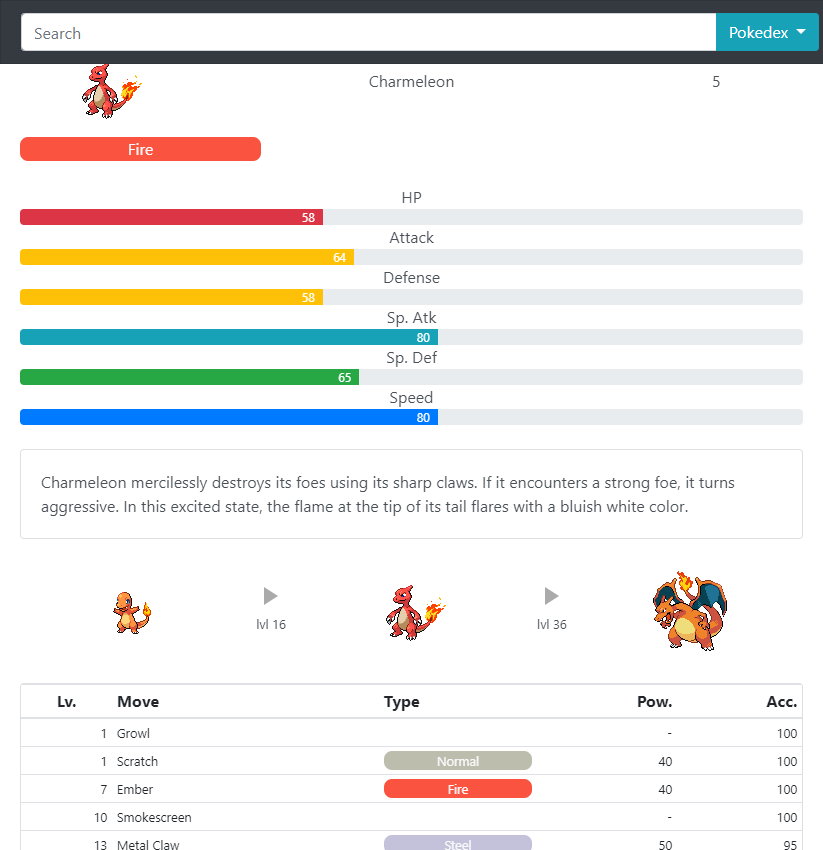 Search Pokedex
Charmeleon 5
Fire
HP
58
Attack
64
Defense
58
Sp. Atk
80
Sp. Def
65
Speed
80
Charmeleon mercilessly destroys its foes using its sharp claws. If it encounters a strong foe, it turns
aggressive. In this excited state, the flame at the tip of its tail flares with a bluish white color.
lvl 16 lvl 36
Lv. Move Type Pow. Acc.
1 Growl - 100
1 Scratch Normal 40 100
7 Ember Fire 40 100
10 Smokescreen - 100
13 Metal Claw Steel 50 95